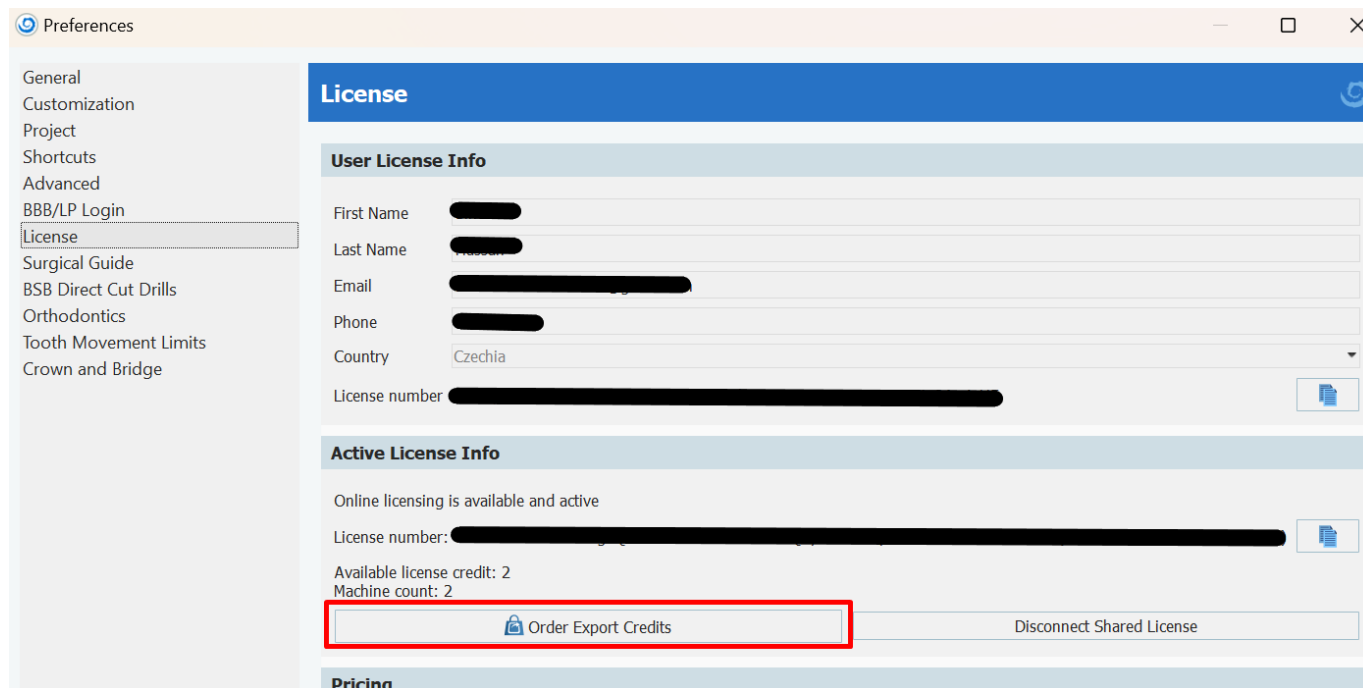 Preferences
General
Customization
Project
Shortcuts
Advanced
BBB/LP Login
License
Surgical Guide
BSB Direct Cut Drills
Orthodontics
Tooth Movement Limits
Crown and Bridge
License
User License Info
First Name
Last Name
Email
Phone
Country Czechia
License number
Active License Info
Online licensing is available and active
License number:
Available license credit: 2
Machine count: 2
Order Export Credits Disconnect Shared License
Pricing